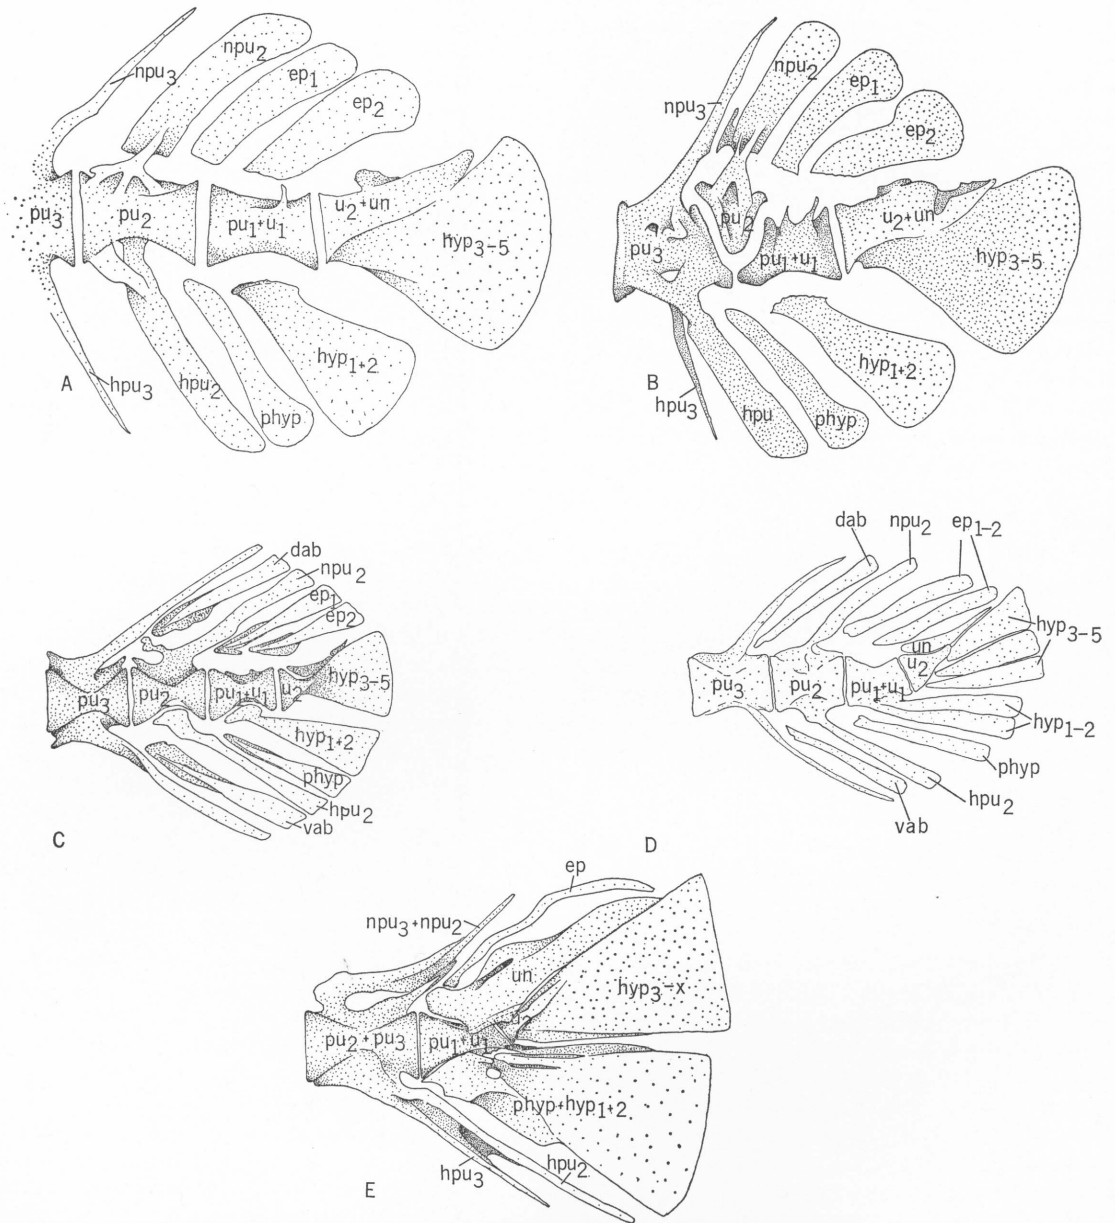 npu3
npu2
ep1
ep2
pu3
pu2
pu1+u1
u2+un
hyp3-5
hyp1+2
phyp
hpu2
hpu3
A
npu3
npu2
ep1
ep2
pu3
pu2
pu1+u1
u2+un
hyp3-5
hyp1+2
phyp
hpu
hpu3
B
dab
npu2
ep1
ep2
hyp3-5
pu3
pu2
pu1+u1
u2
hyp1+2
phyp
hpu2
vab
C
dab
npu2
ep1-2
hyp3-5
un
u2
pu3
pu2
pu1+u1
hyp1-2
phyp
hpu2
vab
D
ep
npu3+npu2
un
hyp3-x
u2
pu2+pu3
pu1+u1
phyp+hyp1+2
hpu3
hpu2
E